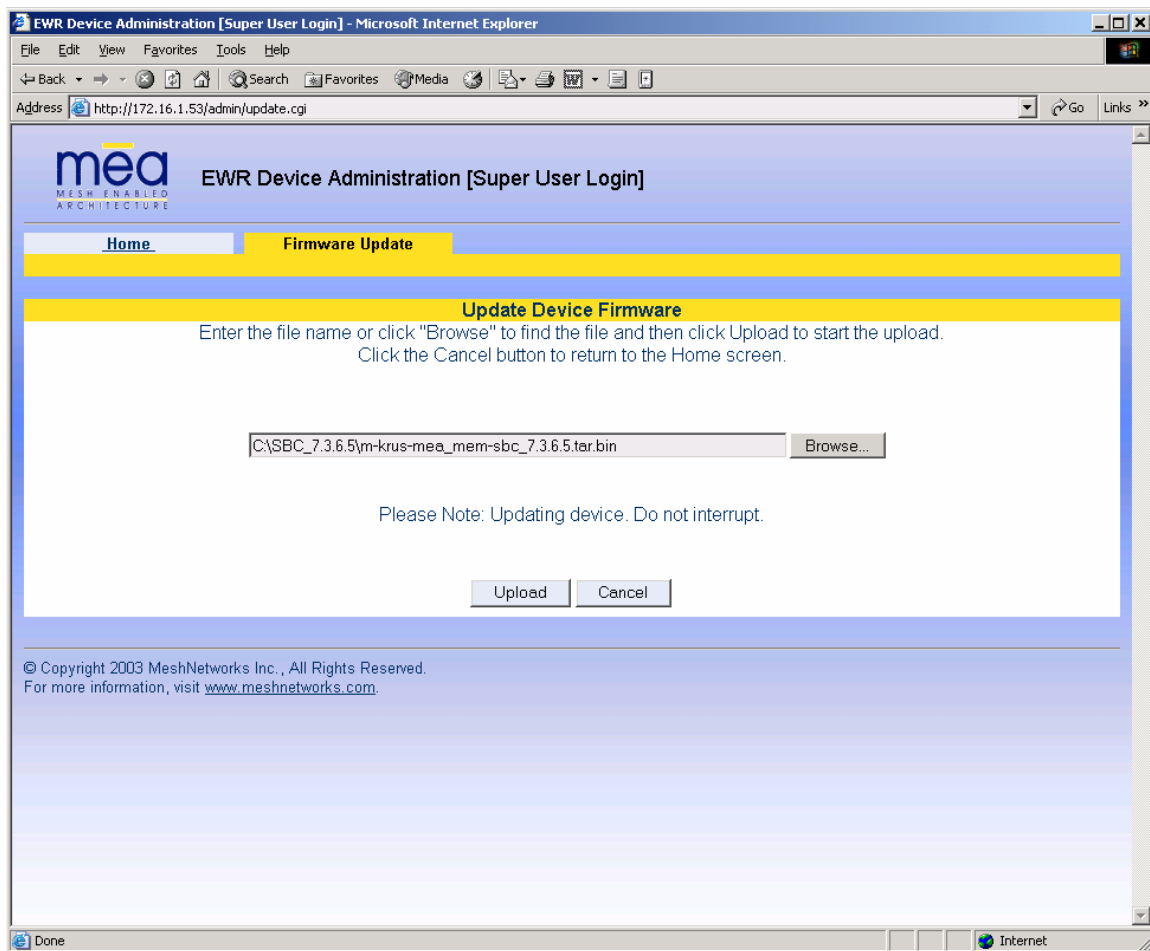 EWR Device Administration [Super User Login] - Microsoft Internet Explorer
File Edit View Favorites Tools Help
Back Search Favorites Media
Address http://172.16.1.53/admin/update.cgi Go Links »
mea
MESH ENABLED
ARCHITECTURE
EWR Device Administration [Super User Login]
Home Firmware Update
Update Device Firmware
Enter the file name or click "Browse" to find the file and then click Upload to start the upload.
Click the Cancel button to return to the Home screen.
C:\SBC_7.3.6.5\m-krus-mea_mem-sbc_7.3.6.5.tar.bin Browse...
Please Note: Updating device. Do not interrupt.
Upload Cancel
© Copyright 2003 MeshNetworks Inc., All Rights Reserved.
For more information, visit www.meshnetworks.com.
Done Internet